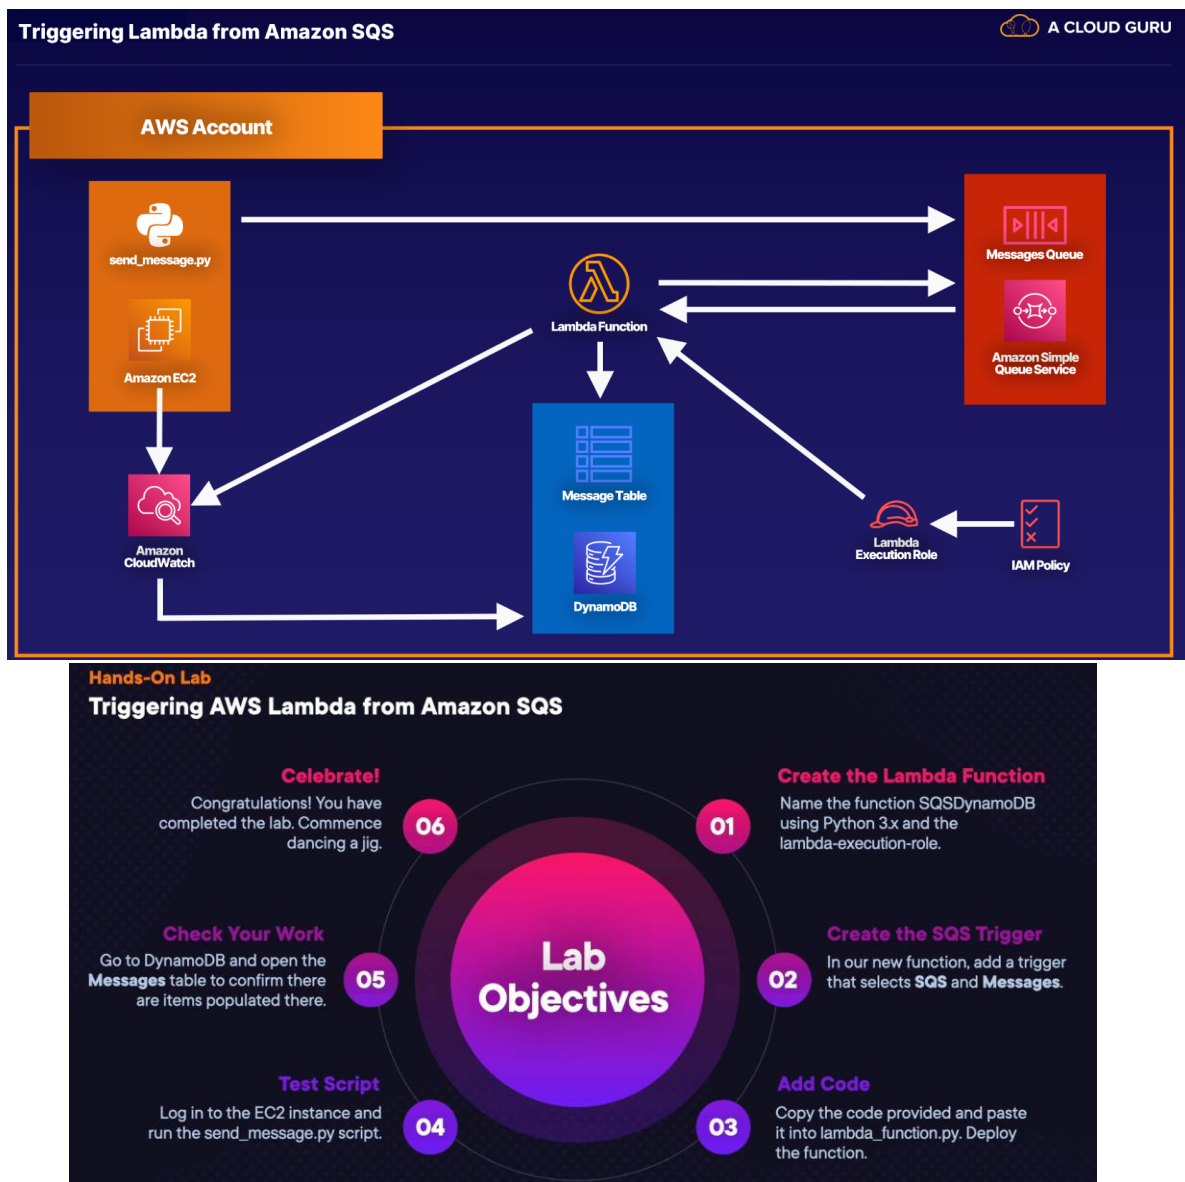 Triggering Lambda from Amazon SQS
A CLOUD GURU
AWS Account
send_message.py
Amazon EC2
Amazon
CloudWatch
Lambda Function
Message Table
DynamoDB
Messages Queue
Amazon Simple
Queue Service
Lambda
Execution Role
IAM Policy
Hands-On Lab
Triggering AWS Lambda from Amazon SQS
Lab
Objectives
01
Create the Lambda Function
Name the function SQSDynamoDB
using Python 3.x and the
lambda-execution-role.
02
Create the SQS Trigger
In our new function, add a trigger
that selects SQS and Messages.
03
Add Code
Copy the code provided and paste
it into lambda_function.py. Deploy
the function.
04
Test Script
Log in to the EC2 instance and
run the send_message.py script.
05
Check Your Work
Go to DynamoDB and open the
Messages table to confirm there
are items populated there.
06
Celebrate!
Congratulations! You have
completed the lab. Commence
dancing a jig.